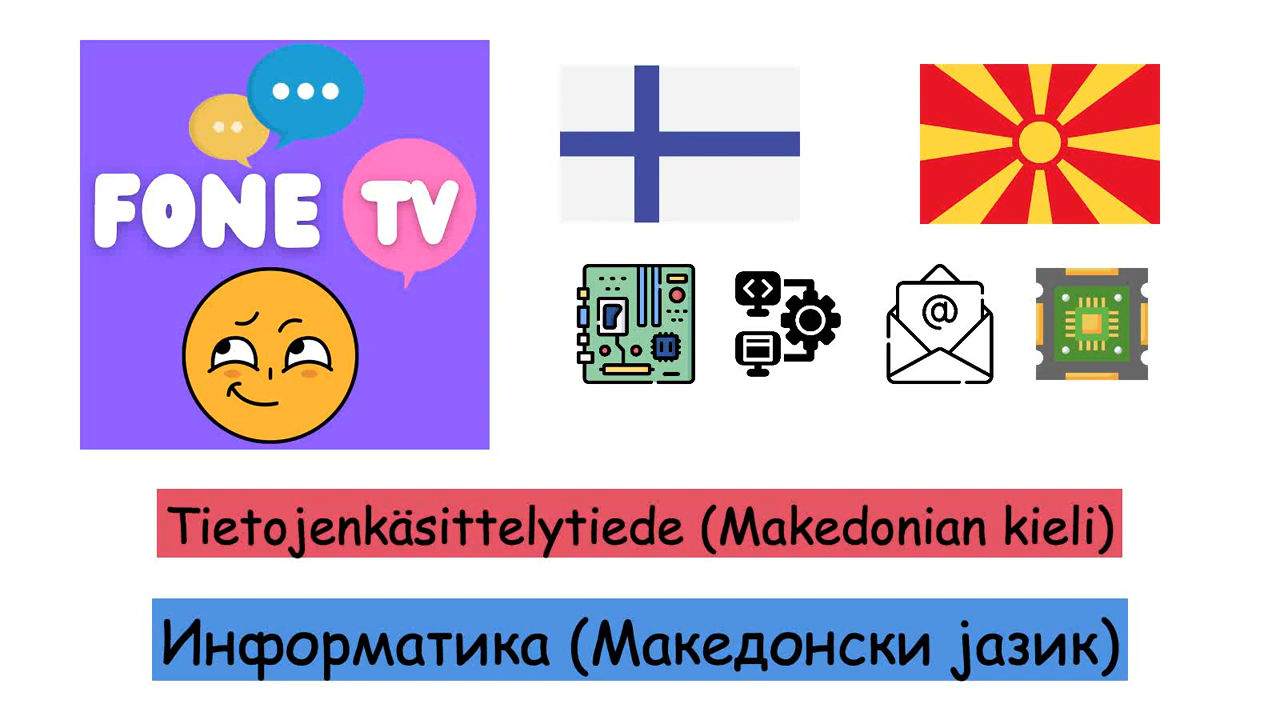 FONE TV
Tietojenkäsittelytiede (Makedonian kieli)
Информатика (Македонски јазик)